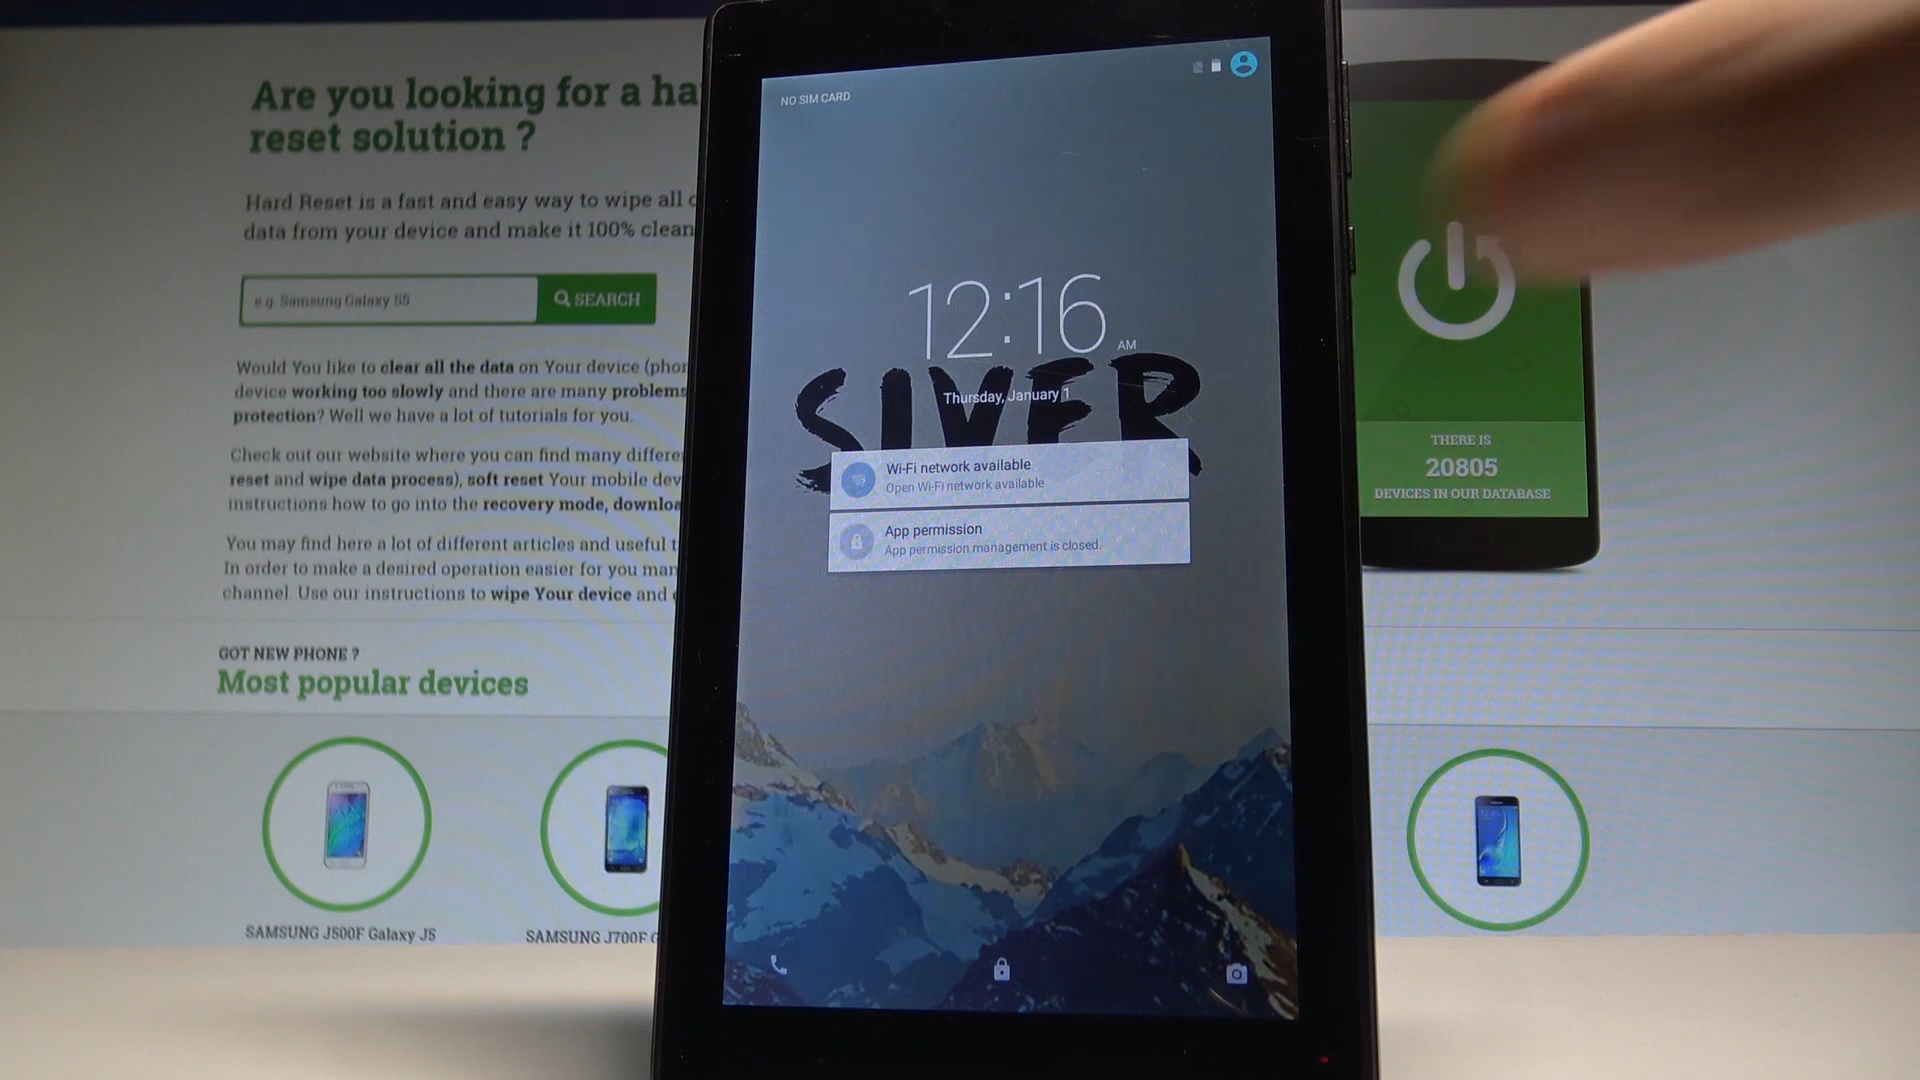 Are you looking for a ha
reset solution ?
Hard Reset is a fast and easy way to wipe all
data from your device and make it 100% clean
e.g. Samsung Galaxy S5
SEARCH
Would You like to clear all the data on Your device (phon
device working too slowly and there are many problems
protection? Well we have a lot of tutorials for you.
Check out our website where you can find many differe
reset and wipe data process), soft reset Your mobile dev
instructions how to go into the recovery mode, downloa
You may find here a lot of different articles and useful t
In order to make a desired operation easier for you man
channel. Use our instructions to wipe Your device and
GOT NEW PHONE ?
Most popular devices
SAMSUNG J500F Galaxy J5
SAMSUNG J700F G
NO SIM CARD
12:16 AM
SIVER
Thursday, January 1
Wi-Fi network available
Open Wi-Fi network available
App permission
App permission management is closed.
THERE IS
20805
DEVICES IN OUR DATABASE